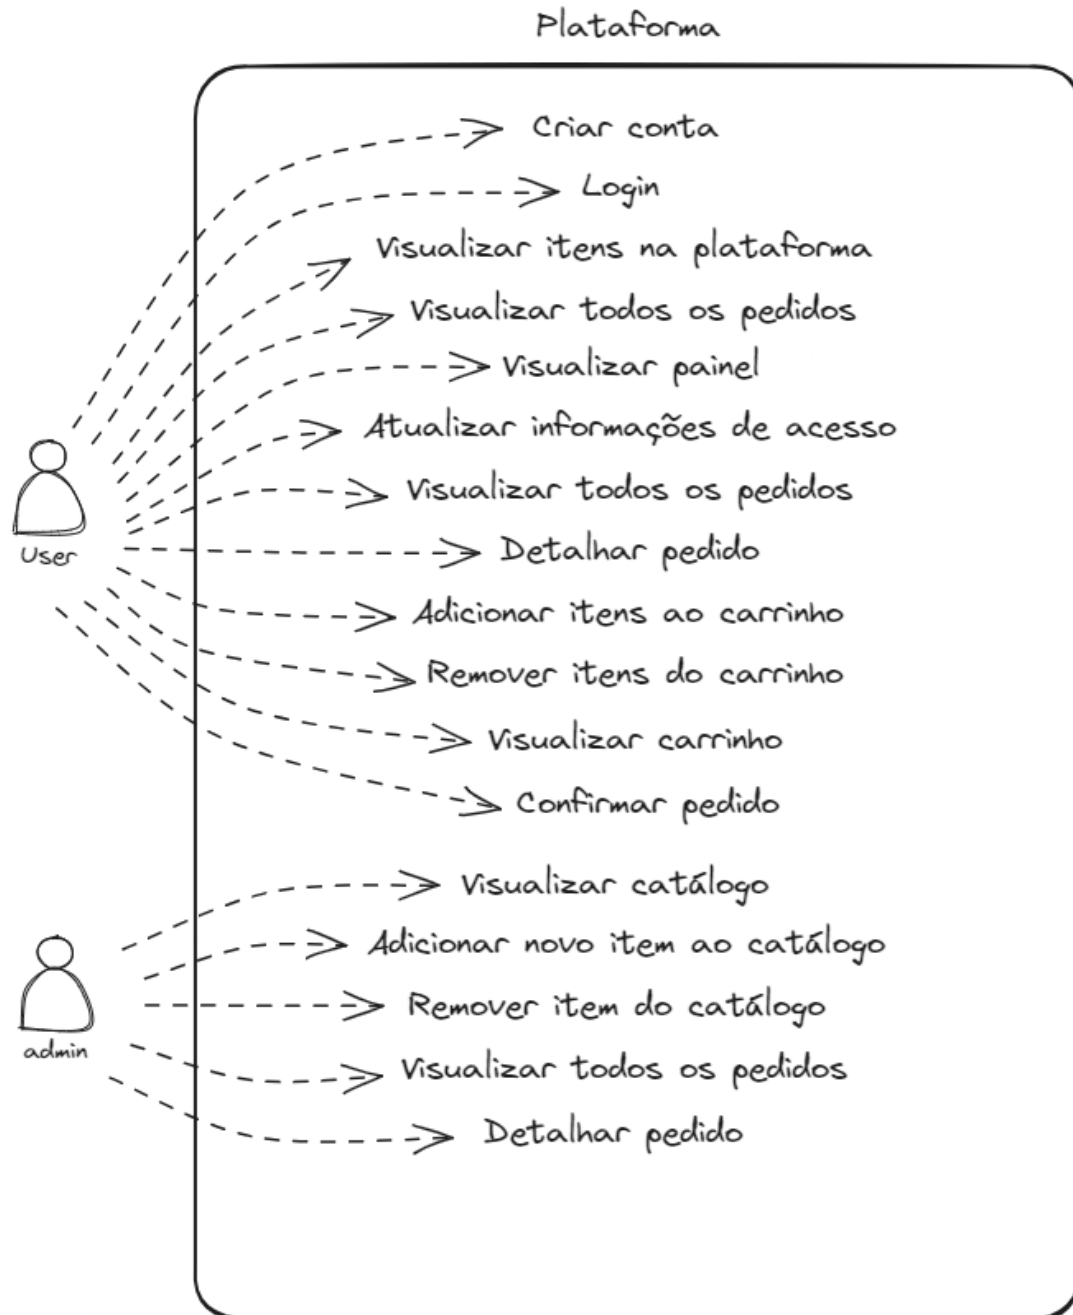 Plataforma
Criar conta
Login
Visualizar itens na plataforma
Visualizar todos os pedidos
Visualizar painel
Atualizar informações de acesso
Visualizar todos os pedidos
Detalhar pedido
User
Adicionar itens ao carrinho
Remover itens do carrinho
Visualizar carrinho
Confirmar pedido
Visualizar catálogo
Adicionar novo item ao catálogo
Remover item do catálogo
admin
Visualizar todos os pedidos
Detalhar pedido